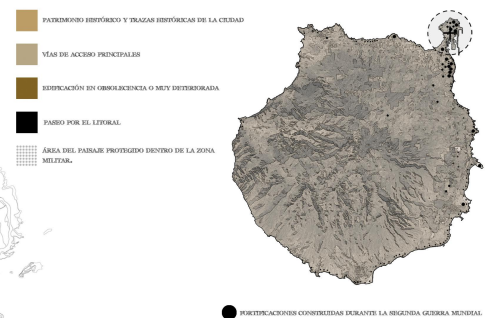 PATRIMONIO HISTÓRICO Y TRAZAS HISTÓRICAS DE LA CIUDAD
VÍAS DE ACCESO PRINCIPALES
EDIFICACIÓN EN OBSOLECENCIA O MUY DETERIORADA
PASEO POR EL LITORAL
ÁREA DEL PAISAJE PROTEGIDO DENTRO DE LA ZONA
MILITAR.
FORTIFICACIONES CONSTRUIDAS DURANTE LA SEGUNDA GUERRA MUNDIAL